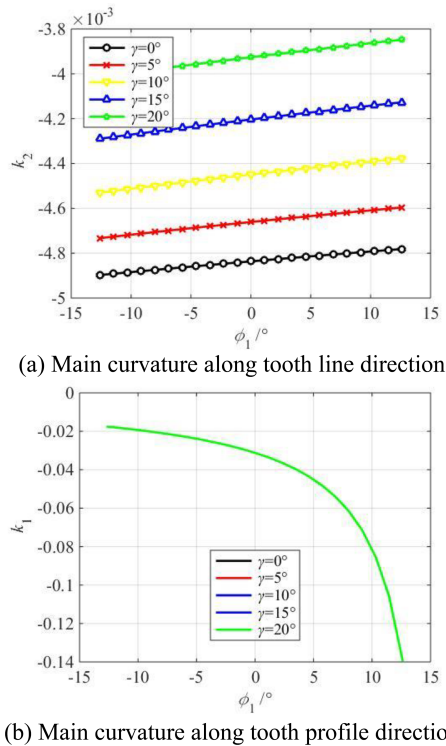 ×10⁻³
-3.8
γ=0°
γ=5°
γ=10°
γ=15°
γ=20°
-4
-4.2
-4.4
-4.6
-4.8
-5
k₂
-15 -10 -5 0 5 10 15
ϕ₁ /°
(a) Main curvature along tooth line direction
0
-0.02
-0.04
-0.06
-0.08
-0.1
-0.12
-0.14
k₁
γ=0°
γ=5°
γ=10°
γ=15°
γ=20°
-15 -10 -5 0 5 10 15
ϕ₁ /°
(b) Main curvature along tooth profile directio